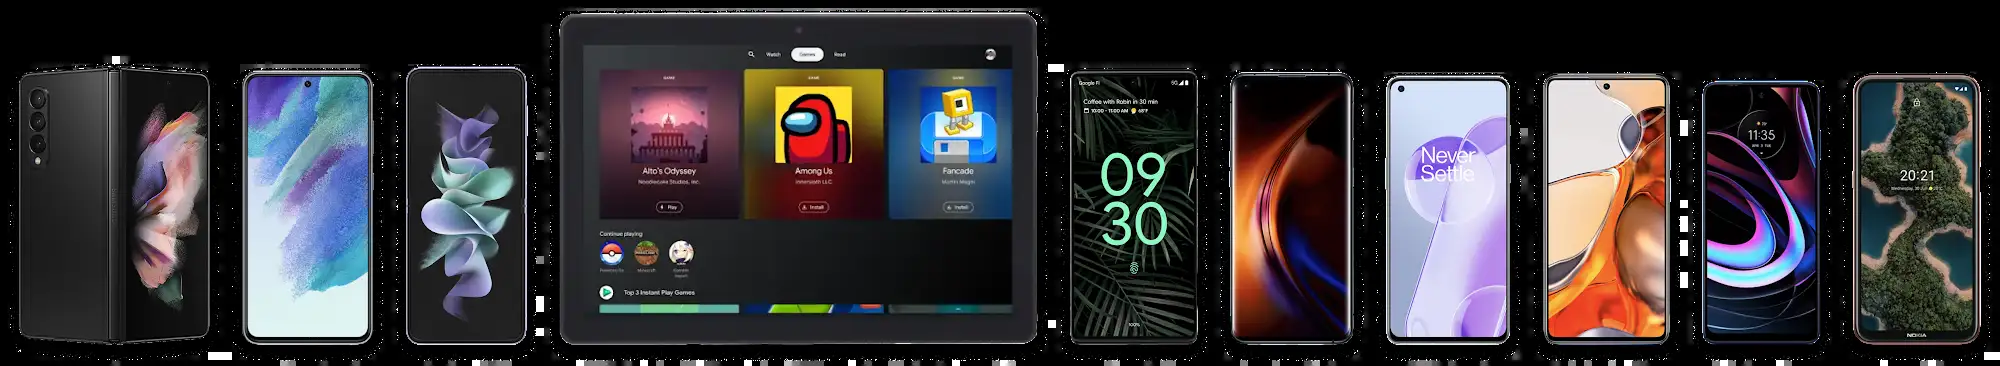 Watch
Games
Read
GAME
GAME
GAME
Alto's Odyssey
Noodlecake Studios, Inc.
Play
Among Us
Innersloth LLC
Install
Fancade
Martin Magni
Install
Continue playing
Pokémon Go
Minecraft
Genshin
Impact
Top 3 Instant Play Games
Google Fi
5G
Coffee with Robin in 30 min
10:00 - 11:00 AM
68°F
09
30
100%
Never
Settle
11:35
20:21
NOKIA